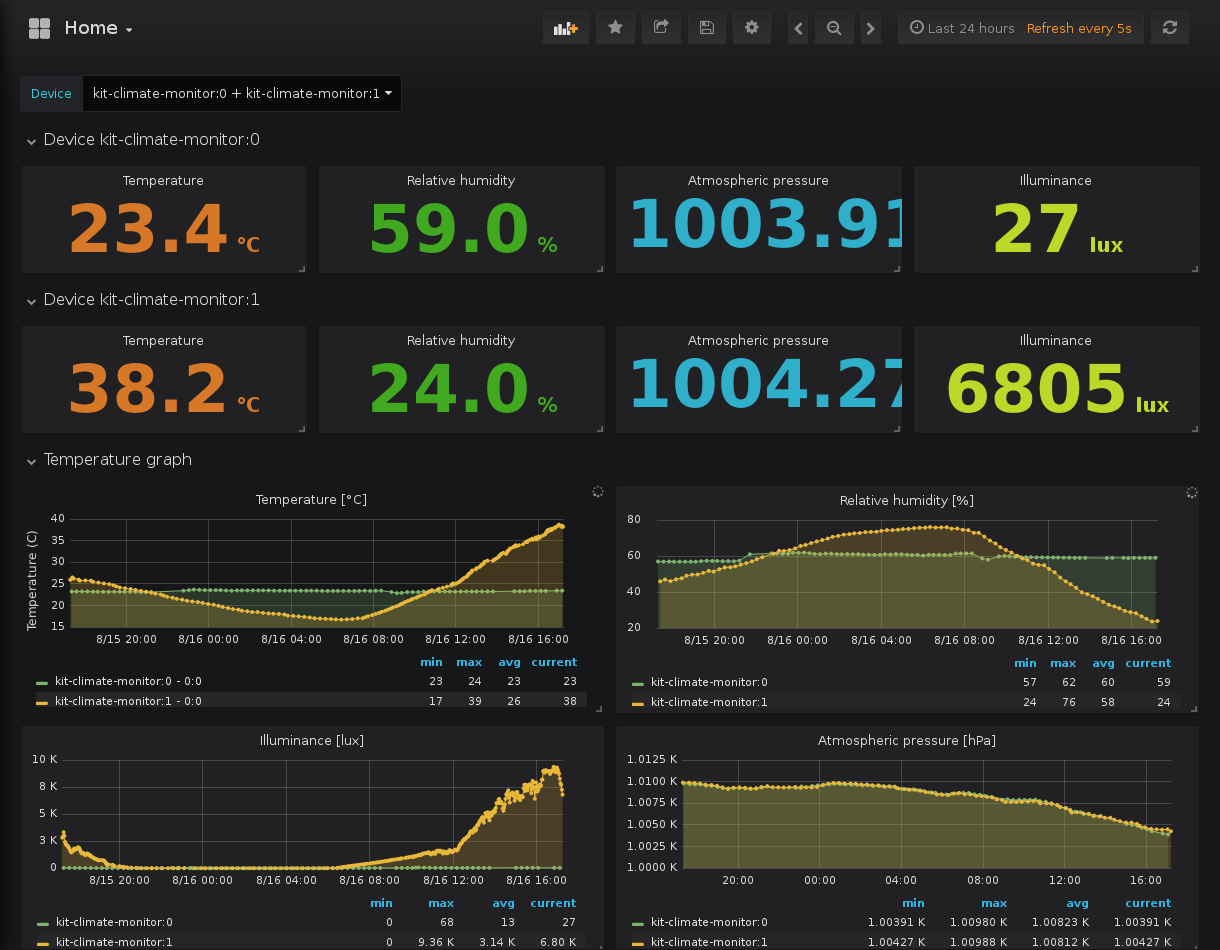 Home
Last 24 hours Refresh every 5s
Device kit-climate-monitor:0 + kit-climate-monitor:1
Device kit-climate-monitor:0
Temperature Relative humidity Atmospheric pressure Illuminance
23.4 °C 59.0 % 1003.91 27 lux
Device kit-climate-monitor:1
Temperature Relative humidity Atmospheric pressure Illuminance
38.2 °C 24.0 % 1004.27 6805 lux
Temperature graph
Temperature [°C]
Temperature (C)
40
35
30
25
20
15
8/15 20:00 8/16 00:00 8/16 04:00 8/16 08:00 8/16 12:00 8/16 16:00
min max avg current
kit-climate-monitor:0 - 0:0 23 24 23 23
kit-climate-monitor:1 - 0:0 17 39 26 38
Relative humidity [%]
80
60
40
20
8/15 20:00 8/16 00:00 8/16 04:00 8/16 08:00 8/16 12:00 8/16 16:00
min max avg current
kit-climate-monitor:0 57 62 60 59
kit-climate-monitor:1 24 76 58 24
Illuminance [lux]
10 K
8 K
5 K
3 K
0
8/15 20:00 8/16 00:00 8/16 04:00 8/16 08:00 8/16 12:00 8/16 16:00
min max avg current
kit-climate-monitor:0 0 68 13 27
kit-climate-monitor:1 0 9.36 K 3.14 K 6.80 K
Atmospheric pressure [hPa]
1.0125 K
1.0100 K
1.0075 K
1.0050 K
1.0025 K
1.0000 K
20:00 00:00 04:00 08:00 12:00 16:00
min max avg current
kit-climate-monitor:0 1.00391 K 1.00980 K 1.00823 K 1.00391 K
kit-climate-monitor:1 1.00427 K 1.00988 K 1.00812 K 1.00427 K